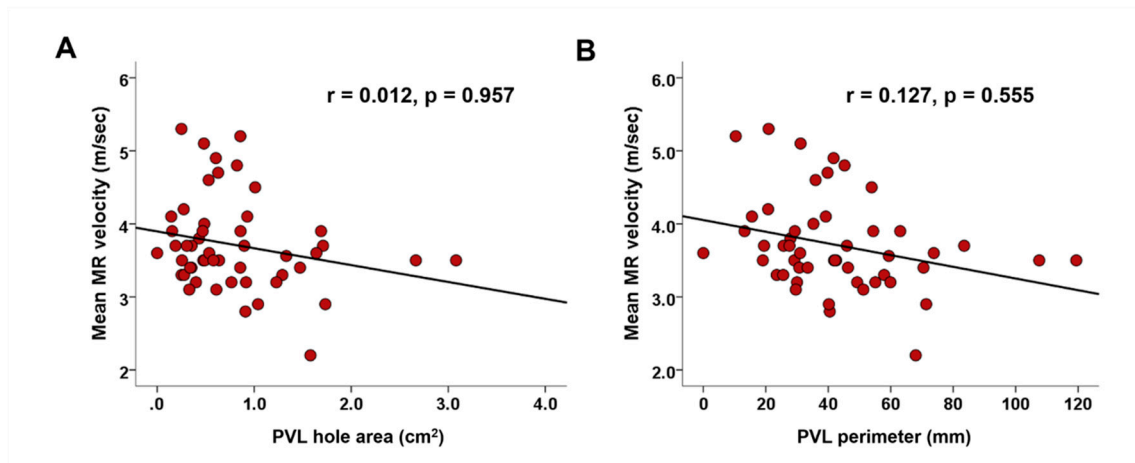 A
r = 0.012, p = 0.957
Mean MR velocity (m/sec)
6
5
4
3
2
.0 1.0 2.0 3.0 4.0
PVL hole area (cm²)
B
r = 0.127, p = 0.555
Mean MR velocity (m/sec)
6.0
5.0
4.0
3.0
2.0
0 20 40 60 80 100 120
PVL perimeter (mm)